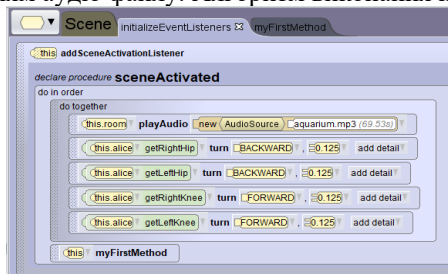 Scene initializeEventListeners myFirstMethod
this addSceneActivationListener
declare procedure sceneActivated
do in order
do together
this.room playAudio new AudioSource aquarium.mp3 (69.53s)
this.alice getRightHip turn BACKWARD , 0.125 add detail
this.alice getLeftHip turn BACKWARD , 0.125 add detail
this.alice getRightKnee turn FORWARD , 0.125 add detail
this.alice getLeftKnee turn FORWARD , 0.125 add detail
this myFirstMethod